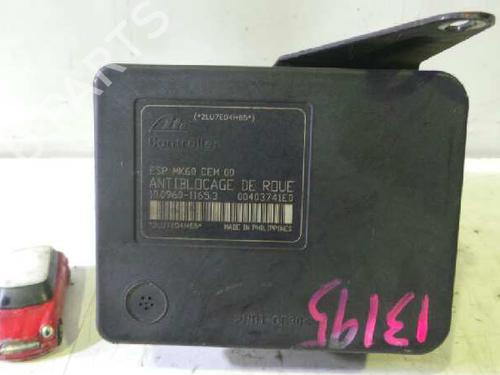 (*2LU7E04H65*)
Ate
Controller
ESP MK60 CEM 00
ANTIBLOCAGE DE ROUE
10.0960-1165.3 00403741E0
*2LU7E04H65*
MADE IN PHILIPPINES
13195